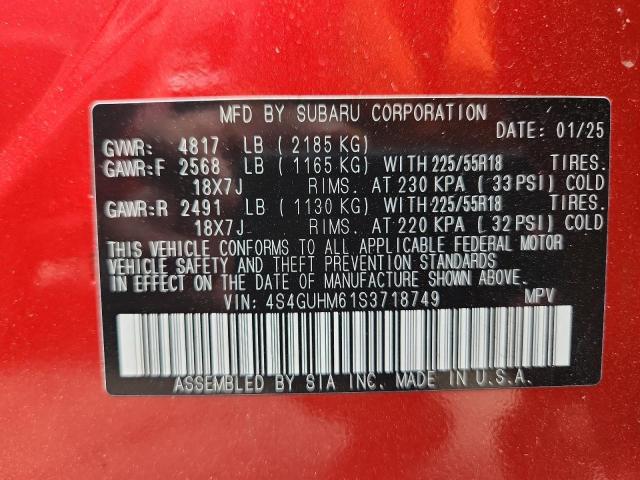 MFD BY SUBARU CORPORATION
DATE: 01/25
GVWR: 4817 LB (2185 KG)
GAWR:F 2568 LB (1165 KG) WITH 225/55R18 TIRES.
18X7J RIMS. AT 230 KPA (33 PSI) COLD
GAWR:R 2491 LB (1130 KG) WITH 225/55R18 TIRES.
18X7J RIMS. AT 220 KPA (32 PSI) COLD
THIS VEHICLE CONFORMS TO ALL APPLICABLE FEDERAL MOTOR
VEHICLE SAFETY AND THEFT PREVENTION STANDARDS
IN EFFECT ON THE DATE OF MANUFACTURE SHOWN ABOVE.
VIN: 4S4GUHM61S3718749 MPV
ASSEMBLED BY SIA INC. MADE IN U.S.A.